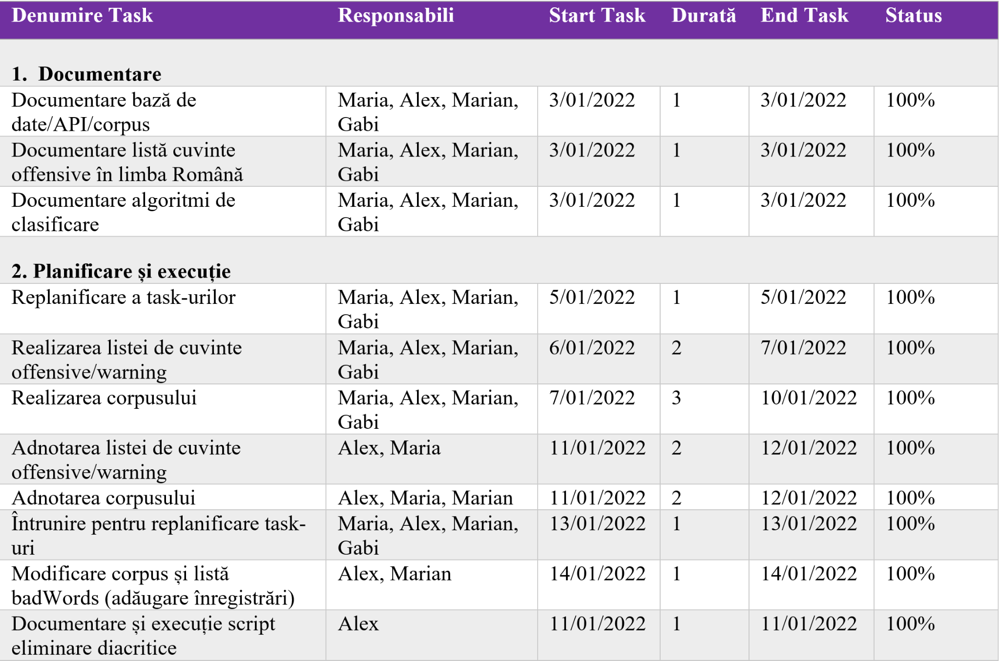 Denumire Task Responsabili Start Task Durată End Task Status
1. Documentare
Documentare bază de Maria, Alex, Marian, 3/01/2022 1 3/01/2022 100%
date/API/corpus Gabi
Documentare listă cuvinte Maria, Alex, Marian, 3/01/2022 1 3/01/2022 100%
offensive în limba Română Gabi
Documentare algoritmi de Maria, Alex, Marian, 3/01/2022 1 3/01/2022 100%
clasificare Gabi
2. Planificare și execuție
Replanificare a task-urilor Maria, Alex, Marian, 5/01/2022 1 5/01/2022 100%
Gabi
Realizarea listei de cuvinte Maria, Alex, Marian, 6/01/2022 2 7/01/2022 100%
offensive/warning Gabi
Realizarea corpusului Maria, Alex, Marian, 7/01/2022 3 10/01/2022 100%
Gabi
Adnotarea listei de cuvinte Alex, Maria 11/01/2022 2 12/01/2022 100%
offensive/warning
Adnotarea corpusului Alex, Maria, Marian 11/01/2022 2 12/01/2022 100%
Întrunire pentru replanificare task- Maria, Alex, Marian, 13/01/2022 1 13/01/2022 100%
uri Gabi
Modificare corpus și listă Alex, Marian 14/01/2022 1 14/01/2022 100%
badWords (adăugare înregistrări)
Documentare și execuție script Alex 11/01/2022 1 11/01/2022 100%
eliminare diacritice